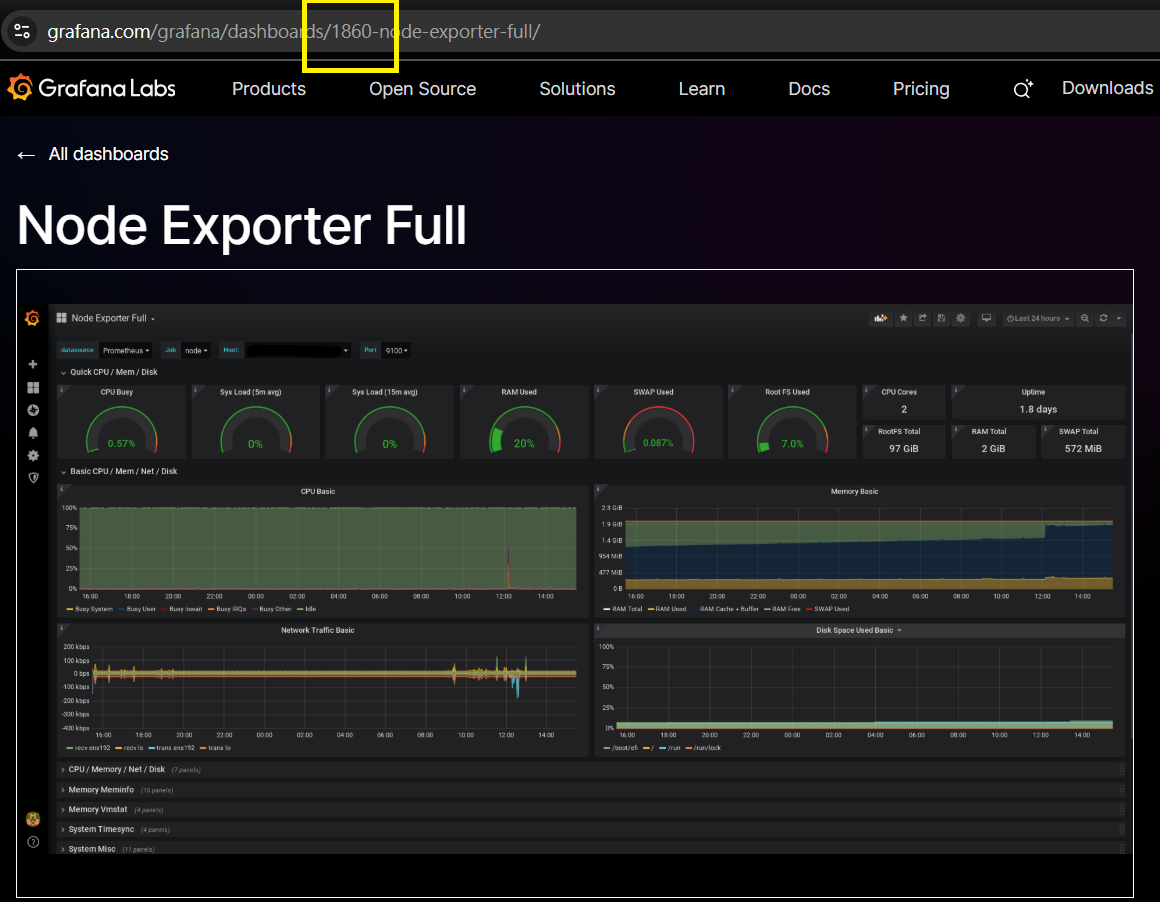 grafana.com/grafana/dashboards/1860-node-exporter-full/
Grafana Labs Products Open Source Solutions Learn Docs Pricing Downloads
← All dashboards
Node Exporter Full
Node Exporter Full
Last 24 hours
datasource Prometheus Job node Host: Port 9100
Quick CPU / Mem / Disk
CPU Busy Sys Load (5m avg) Sys Load (15m avg) RAM Used SWAP Used Root FS Used CPU Cores Uptime
2 1.8 days
RootFS Total RAM Total SWAP Total
0.57% 0% 0% 20% 0.087% 7.0% 97 GiB 2 GiB 572 MiB
Basic CPU / Mem / Net / Disk
CPU Basic
100%
75%
50%
25%
0%
16:00 18:00 20:00 22:00 00:00 02:00 04:00 06:00 08:00 10:00 12:00 14:00
Busy System Busy User Busy Iowait Busy IRQs Busy Other Idle
Memory Basic
2.3 GiB
1.9 GiB
1.4 GiB
954 MiB
477 MiB
0 B
16:00 18:00 20:00 22:00 00:00 02:00 04:00 06:00 08:00 10:00 12:00 14:00
RAM Total RAM Used RAM Cache + Buffer RAM Free SWAP Used
Network Traffic Basic
200 kbps
100 kbps
0 bps
-100 kbps
-200 kbps
-300 kbps
-400 kbps
16:00 18:00 20:00 22:00 00:00 02:00 04:00 06:00 08:00 10:00 12:00 14:00
recv ens192 recv lo trans ens192 trans lo
Disk Space Used Basic
100%
75%
50%
25%
0%
16:00 18:00 20:00 22:00 00:00 02:00 04:00 06:00 08:00 10:00 12:00 14:00
/boot/efi / /run /run/lock
CPU / Memory / Net / Disk (7 panels)
Memory Meminfo (15 panels)
Memory Vmstat (4 panels)
System Timesync (4 panels)
System Misc (11 panels)